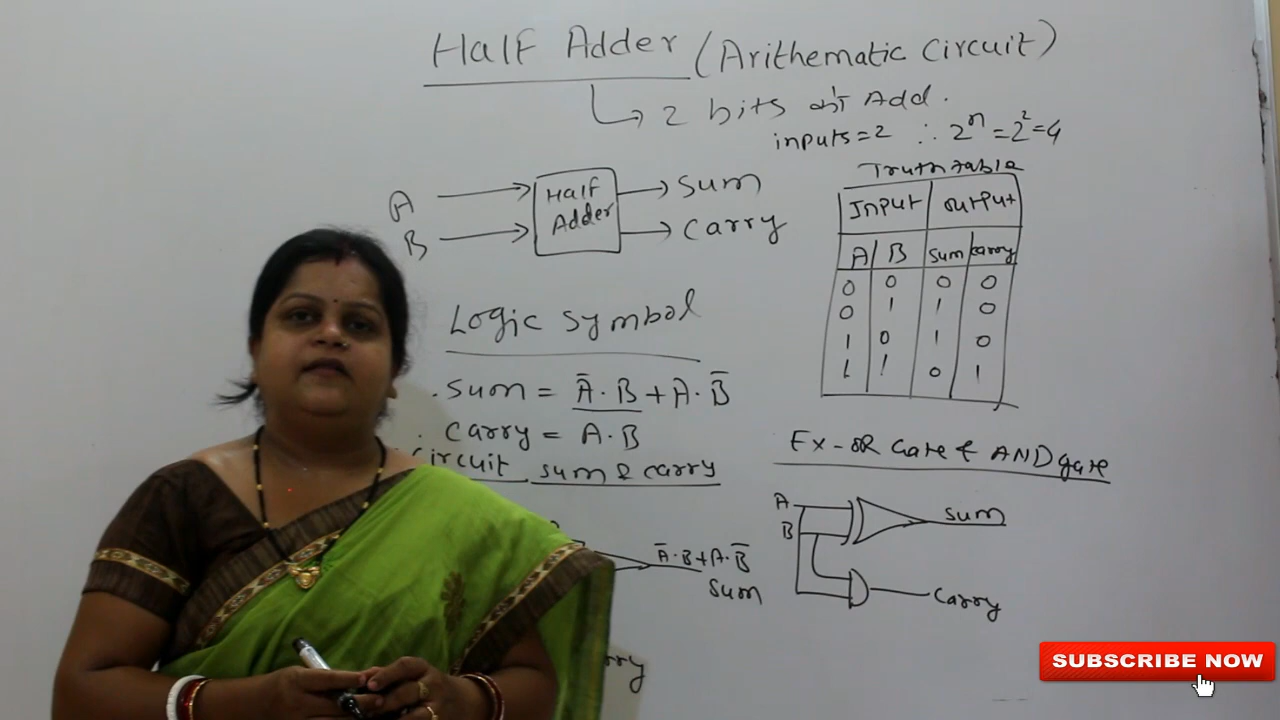 Half Adder (Arithematic Circuit)
2 bits Add.
inputs=2 ∴ 2ⁿ = 2² = 4
A
B
Half Adder
Sum
Carry
Truth table
Input output
A B Sum Carry
0 0 0 0
0 1 1 0
1 0 1 0
1 1 0 1
Logic Symbol
Sum = A̅·B + A·B̅
Carry = A·B
Circuit sum & carry
A̅·B+A·B̅
Sum
rry
Ex-OR Gate & AND gate
A
B
Sum
Carry
SUBSCRIBE NOW